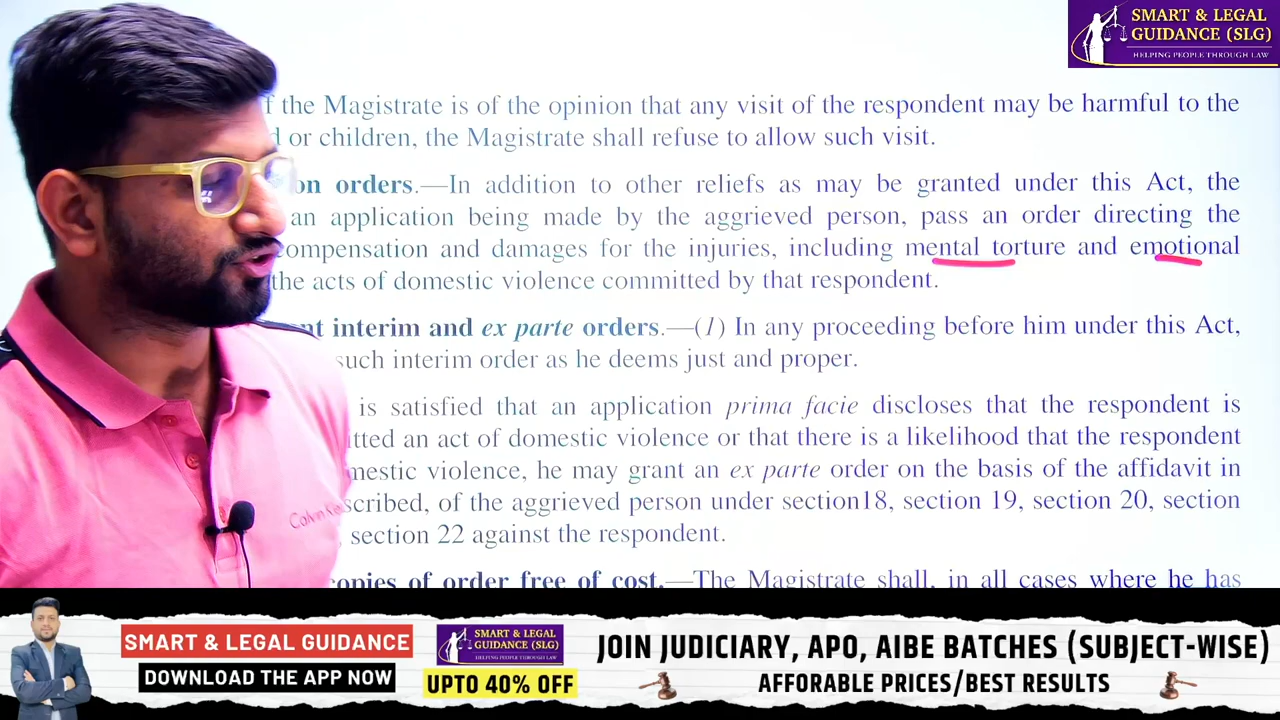 SMART & LEGAL
GUIDANCE (SLG)
HELPING PEOPLE THROUGH LAW
f the Magistrate is of the opinion that any visit of the respondent may be harmful to the
d or children, the Magistrate shall refuse to allow such visit.
on orders.—In addition to other reliefs as may be granted under this Act, the
an application being made by the aggrieved person, pass an order directing the
compensation and damages for the injuries, including mental torture and emotional
the acts of domestic violence committed by that respondent.
nt interim and ex parte orders.—(1) In any proceeding before him under this Act,
such interim order as he deems just and proper.
is satisfied that an application prima facie discloses that the respondent is
tted an act of domestic violence or that there is a likelihood that the respondent
mestic violence, he may grant an ex parte order on the basis of the affidavit in
scribed, of the aggrieved person under section18, section 19, section 20, section
section 22 against the respondent.
copies of order free of cost.—The Magistrate shall, in all cases where he has
SMART & LEGAL GUIDANCE
DOWNLOAD THE APP NOW
SMART & LEGAL
GUIDANCE (SLG)
HELPING PEOPLE THROUGH LAW
UPTO 40% OFF
JOIN JUDICIARY, APO, AIBE BATCHES (SUBJECT-WISE)
AFFORABLE PRICES/BEST RESULTS